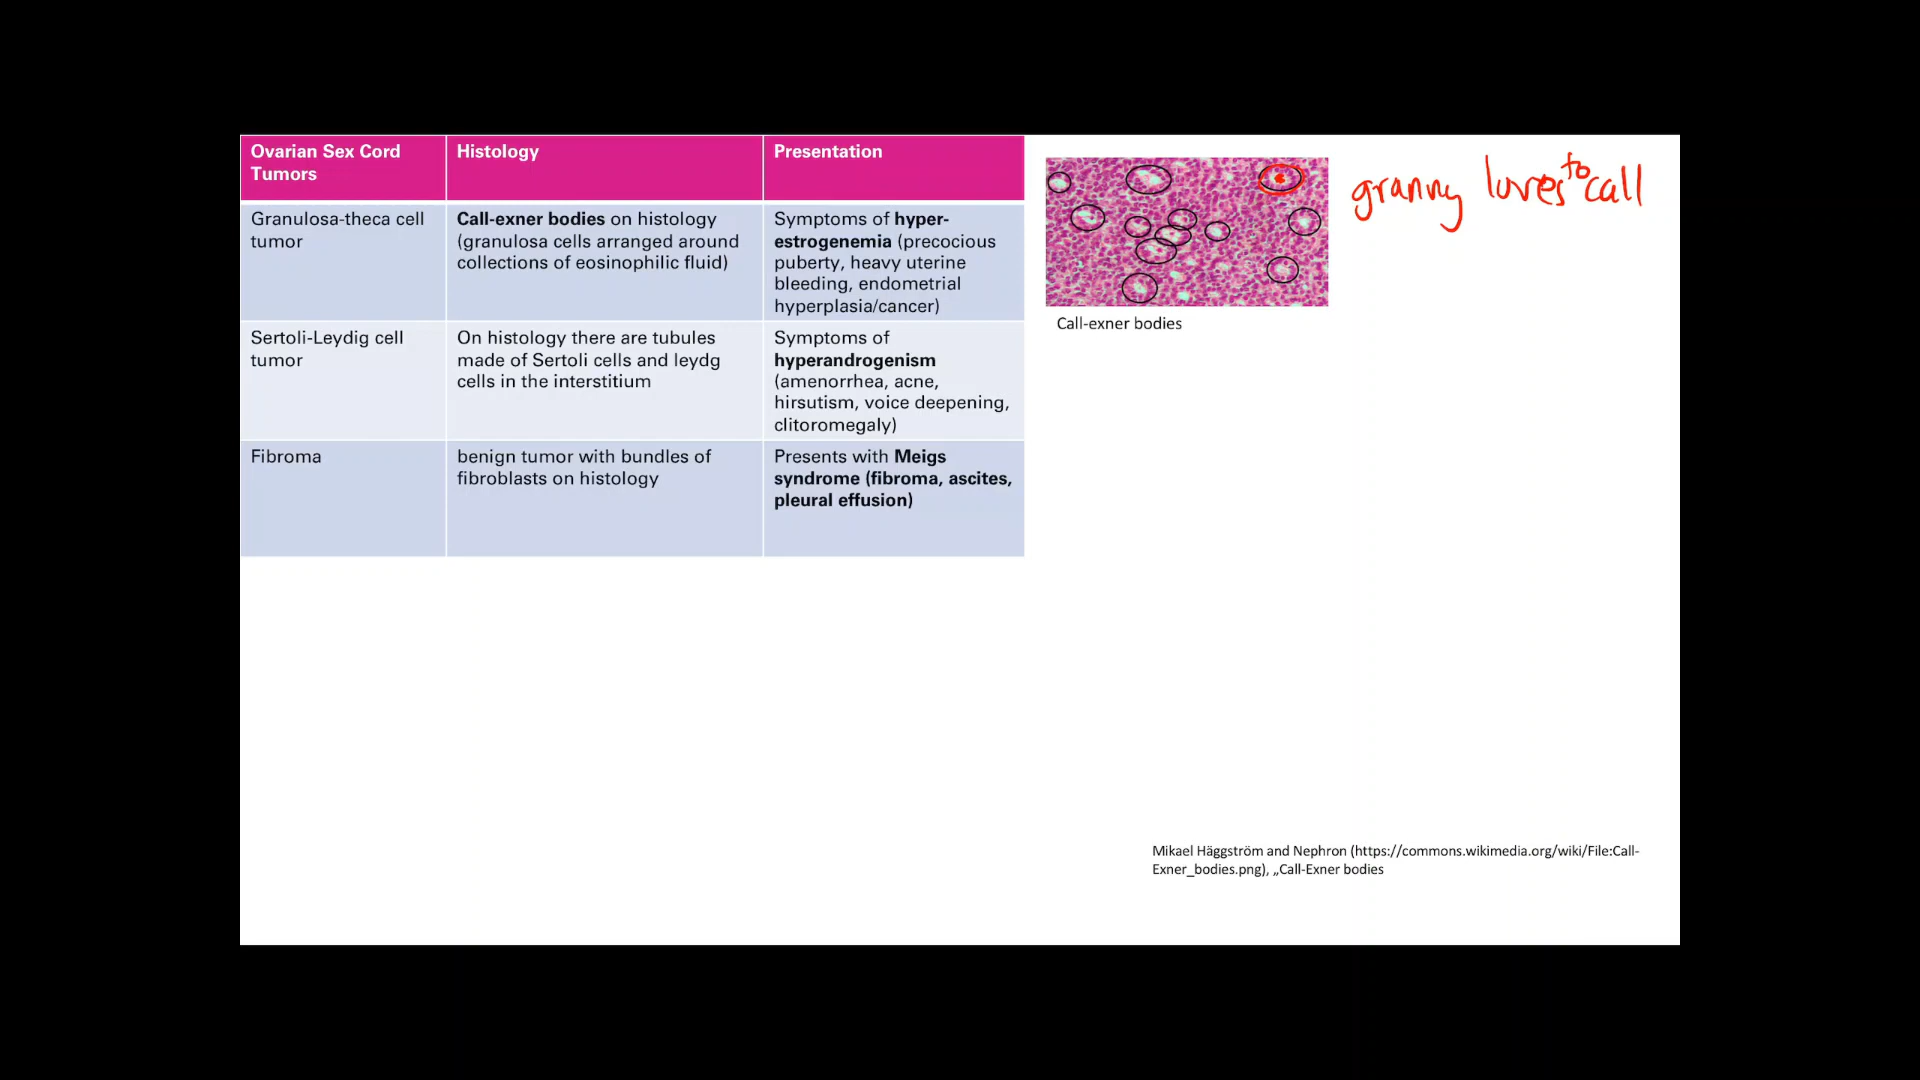 Ovarian Sex Cord
Tumors
Histology
Presentation
Granulosa-theca cell
tumor
Call-exner bodies on histology
(granulosa cells arranged around
collections of eosinophilic fluid)
Symptoms of hyper-
estrogenemia (precocious
puberty, heavy uterine
bleeding, endometrial
hyperplasia/cancer)
Sertoli-Leydig cell
tumor
On histology there are tubules
made of Sertoli cells and leydg
cells in the interstitium
Symptoms of
hyperandrogenism
(amenorrhea, acne,
hirsutism, voice deepening,
clitoromegaly)
Fibroma
benign tumor with bundles of
fibroblasts on histology
Presents with Meigs
syndrome (fibroma, ascites,
pleural effusion)
granny loves to call
Call-exner bodies
Mikael Häggström and Nephron (https://commons.wikimedia.org/wiki/File:Call-
Exner_bodies.png), „Call-Exner bodies